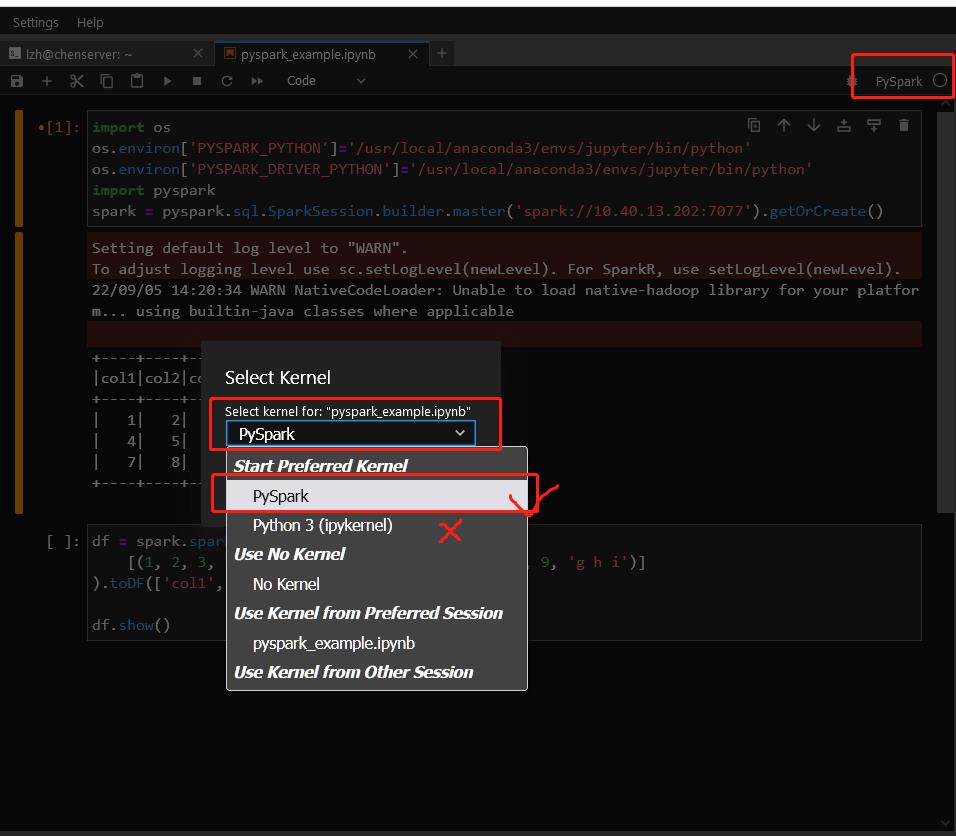 Settings Help
lzh@chenserver: ~ pyspark_example.ipynb
Code PySpark
[1]: import os
os.environ['PYSPARK_PYTHON']='/usr/local/anaconda3/envs/jupyter/bin/python'
os.environ['PYSPARK_DRIVER_PYTHON']='/usr/local/anaconda3/envs/jupyter/bin/python'
import pyspark
spark = pyspark.sql.SparkSession.builder.master('spark://10.40.13.202:7077').getOrCreate()
Setting default log level to "WARN".
To adjust logging level use sc.setLogLevel(newLevel). For SparkR, use setLogLevel(newLevel).
22/09/05 14:20:34 WARN NativeCodeLoader: Unable to load native-hadoop library for your platfor
m... using builtin-java classes where applicable
+----+----+--
|col1|col2|co
+----+----+--
| 1| 2|
| 4| 5|
| 7| 8|
+----+----+--
Select Kernel
Select kernel for: "pyspark_example.ipynb"
PySpark
Start Preferred Kernel
PySpark
Python 3 (ipykernel)
Use No Kernel
No Kernel
Use Kernel from Preferred Session
pyspark_example.ipynb
Use Kernel from Other Session
[ ]: df = spark.spar
[(1, 2, 3, 9, 'g h i')]
).toDF(['col1',
df.show()